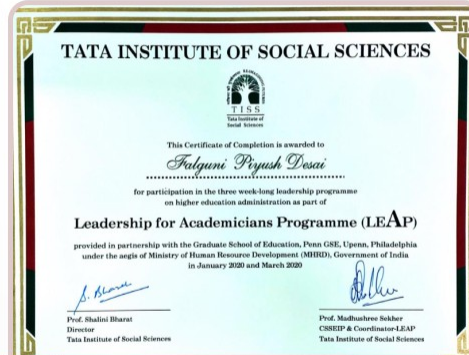 TATA INSTITUTE OF SOCIAL SCIENCES
TISS
Tata Institute of
Social Sciences
This Certificate of Completion is awarded to
Falguni Piyush Desai
for participation in the three week-long leadership programme
on higher education administration as part of
Leadership for Academicians Programme (LEAP)
provided in partnership with the Graduate School of Education, Penn GSE, Upenn, Philadelphia
under the aegis of Ministry of Human Resource Development (MHRD), Government of India
in January 2020 and March 2020
S. Bharat
Prof. Shalini Bharat
Director
Tata Institute of Social Sciences
Prof. Madhushree Sekher
CSSEIP & Coordinator-LEAP
Tata Institute of Social Sciences